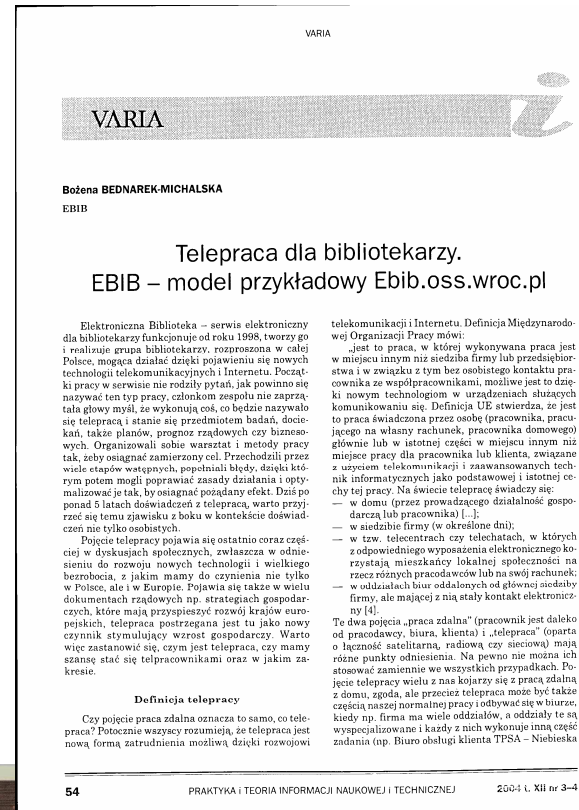 VARIA
VARIA
Bożena BEDNAREK-MICHALSKA
EBIB
Telepraca dla bibliotekarzy.
EBIB – model przykładowy Ebib.oss.wroc.pl
Elektroniczna Biblioteka – serwis elektroniczny
dla bibliotekarzy funkcjonuje od roku 1998, tworzy go
i realizuje grupa bibliotekarzy, rozproszona w całej
Polsce, mogąca działać dzięki pojawieniu się nowych
technologii telekomunikacyjnych i Internetu. Począt-
ki pracy w serwisie nie rodziły pytań, jak powinno się
nazywać ten typ pracy, członkom zespołu nie zaprzą-
tała głowy myśl, że wykonują coś, co będzie nazywało
się telepracą i stanie się przedmiotem badań, docie-
kań, także planów, prognoz rządowych czy bizneso-
wych. Organizowali sobie warsztat i metody pracy
tak, żeby osiągnąć zamierzony cel. Przechodzili przez
wiele etapów wstępnych, popełniali błędy, dzięki któ-
rym potem mogli poprawiać zasady działania i opty-
malizować je tak, by osiągnąć pożądany efekt. Dziś po
ponad 5 latach doświadczeń z telepracą, warto przyj-
rzeć się temu zjawisku z boku w kontekście doświad-
czeń nie tylko osobistych.
Pojęcie telepracy pojawia się ostatnio coraz częś-
ciej w dyskusjach społecznych, zwłaszcza w odnie-
sieniu do rozwoju nowych technologii i wielkiego
bezrobocia, z jakim mamy do czynienia nie tylko
w Polsce, ale i w Europie. Pojawia się także w wielu
dokumentach rządowych np. strategiach gospodar-
czych, które mają przyspieszyć rozwój krajów euro-
pejskich, telepraca postrzegana jest tu jako nowy
czynnik stymulujący wzrost gospodarczy. Warto
więc zastanowić się, czym jest telepraca, czy mamy
szansę stać się telpracownikami oraz w jakim za-
kresie.
Definicja telepracy
Czy pojęcie praca zdalna oznacza to samo, co tele-
praca? Potocznie wszyscy rozumieją, że telepraca jest
nową formą zatrudnienia możliwą dzięki rozwojowi
telekomunikacji i Internetu. Definicja Międzynarodo-
wej Organizacji Pracy mówi:
„jest to praca, w której wykonywana praca jest
w miejscu innym niż siedziba firmy lub przedsiębior-
stwa i w związku z tym bez osobistego kontaktu pra-
cownika ze współpracownikami, możliwe jest to dzię-
ki nowym technologiom w urządzeniach służących
komunikowaniu się. Definicja UE stwierdza, że jest
to praca świadczona przez osobę (pracownika, pracu-
jącego na własny rachunek, pracownika domowego)
głównie lub w istotnej części w miejscu innym niż
miejsce pracy dla pracownika lub klienta, związane
z użyciem telekomunikacji i zaawansowanych tech-
nik informatycznych jako podstawowej i istotnej ce-
chy tej pracy. Na świecie telepracę świadczy się:
— w domu (przez prowadzącego działalność gospo-
darczą lub pracownika) [...];
— w siedzibie firmy (w określone dni);
— w tzw. telecentrach czy telechatach, w których
z odpowiedniego wyposażenia elektronicznego ko-
rzystają mieszkańcy lokalnej społeczności na
rzecz różnych pracodawców lub na swój rachunek;
— w oddziałach biur oddalonych od głównej siedziby
firmy, ale mającej z nią stały kontakt elektronicz-
ny [4].
Te dwa pojęcia „praca zdalna" (pracownik jest daleko
od pracodawcy, biura, klienta) i „telepraca" (oparta
o łączność satelitarną, radiową czy sieciową) mają
różne punkty odniesienia. Na pewno nie można ich
stosować zamiennie we wszystkich przypadkach. Po-
jęcie telepracy wielu z nas kojarzy się z pracą zdalną
z domu, zgoda, ale przecież telepraca może być także
częścią naszej normalnej pracy i odbywać się w biurze,
kiedy np. firma ma wiele oddziałów, a oddziały te są
wyspecjalizowane i każdy z nich wykonuje inną część
zadania (np. Biuro obsługi klienta TPSA – Niebieska
54
PRAKTYKA i TEORIA INFORMACJI NAUKOWEJ i TECHNICZNEJ
2004 t. XII nr 3–4